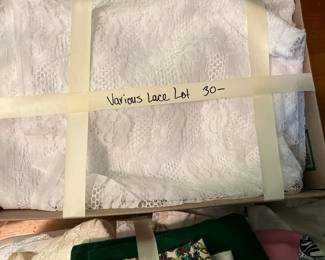 Various Lace Lot 30-